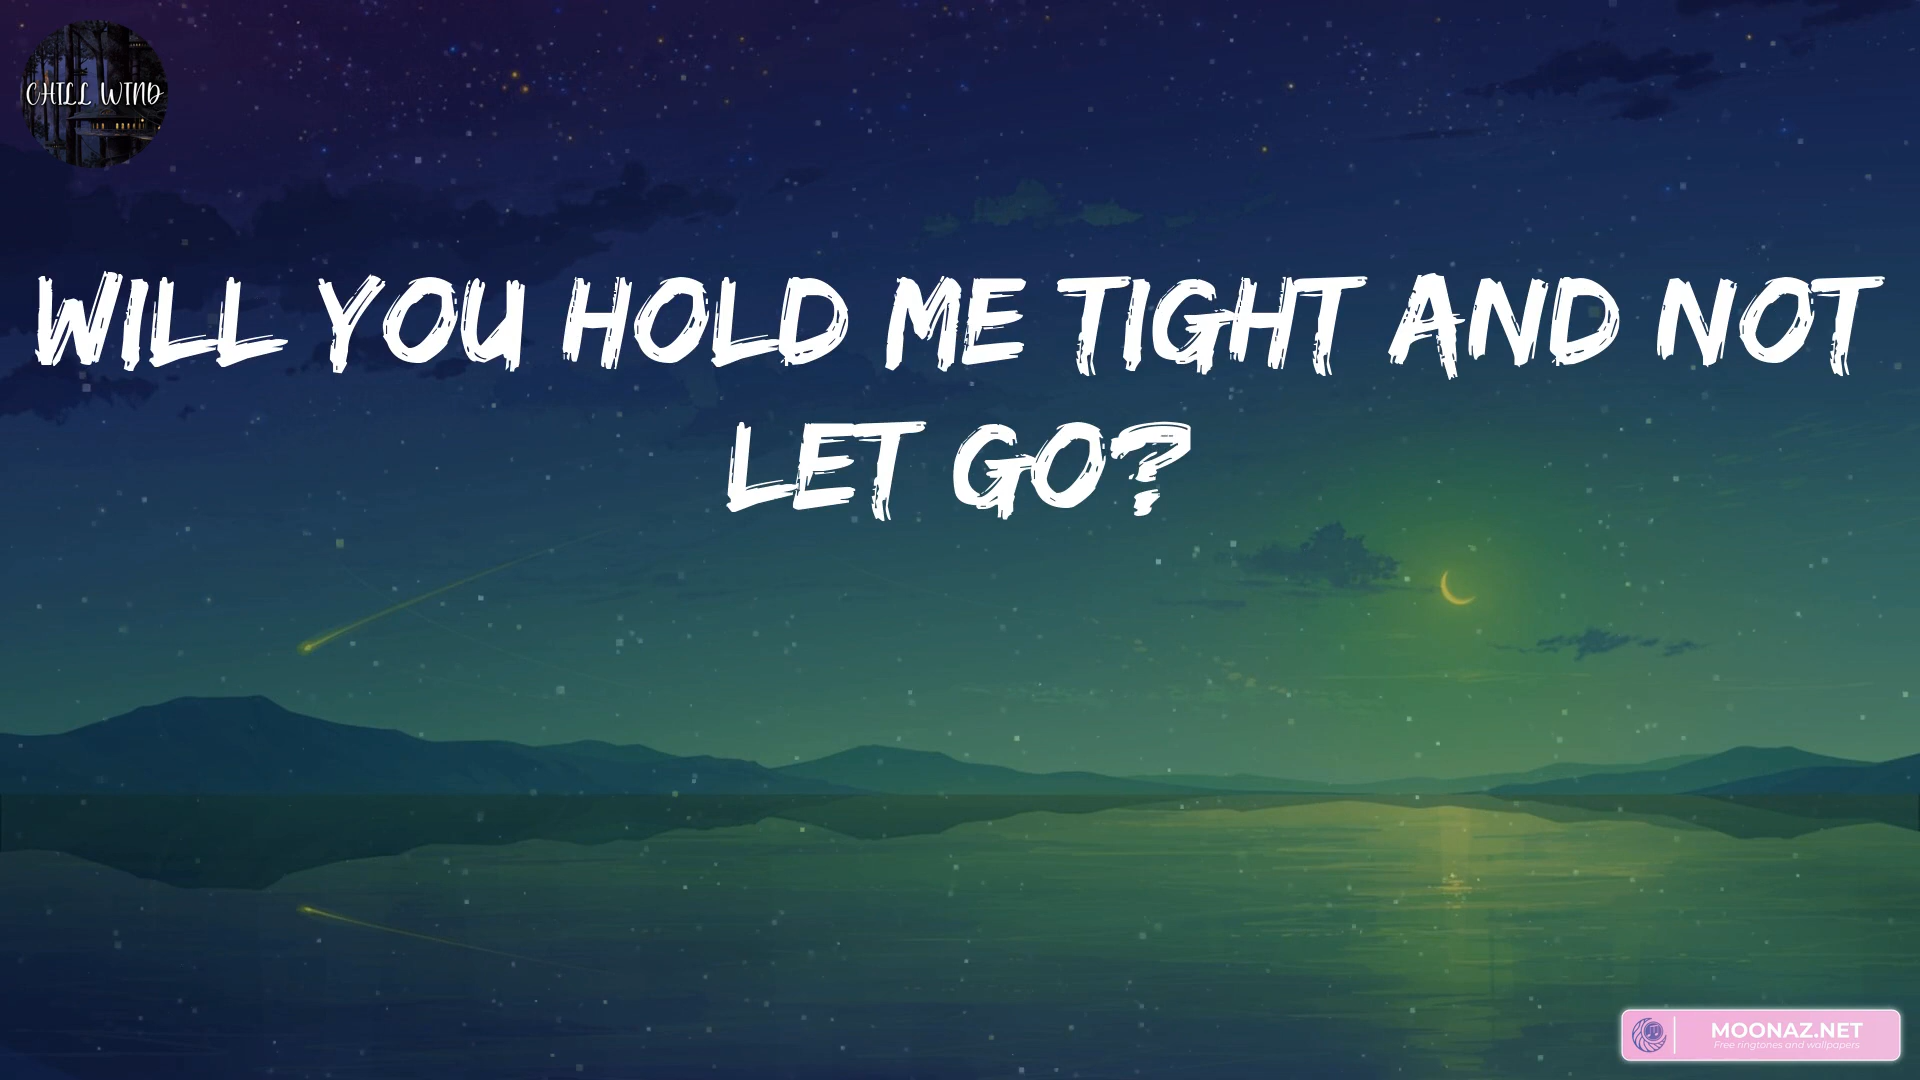 CHILL WIND
WILL YOU HOLD ME TIGHT AND NOT
LET GO?
MOONAZ.NET
Free ringtones and wallpapers